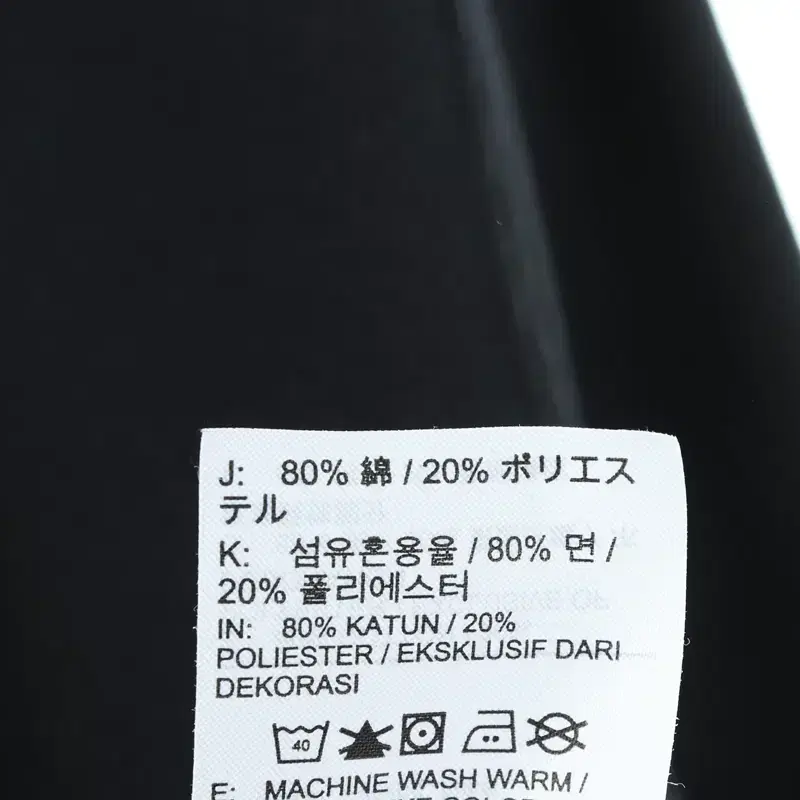 J: 80% 綿 / 20% ポリエス
テル
K: 섬유혼용율 / 80% 면 /
20% 폴리에스터
IN: 80% KATUN / 20%
POLIESTER / EKSKLUSIF DARI
DEKORASI
40
E: MACHINE WASH WARM /